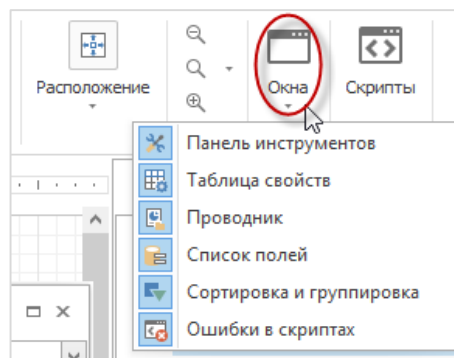 Расположение
Окна
Скрипты
Панель инструментов
Таблица свойств
Проводник
Список полей
Сортировка и группировка
Ошибки в скриптах